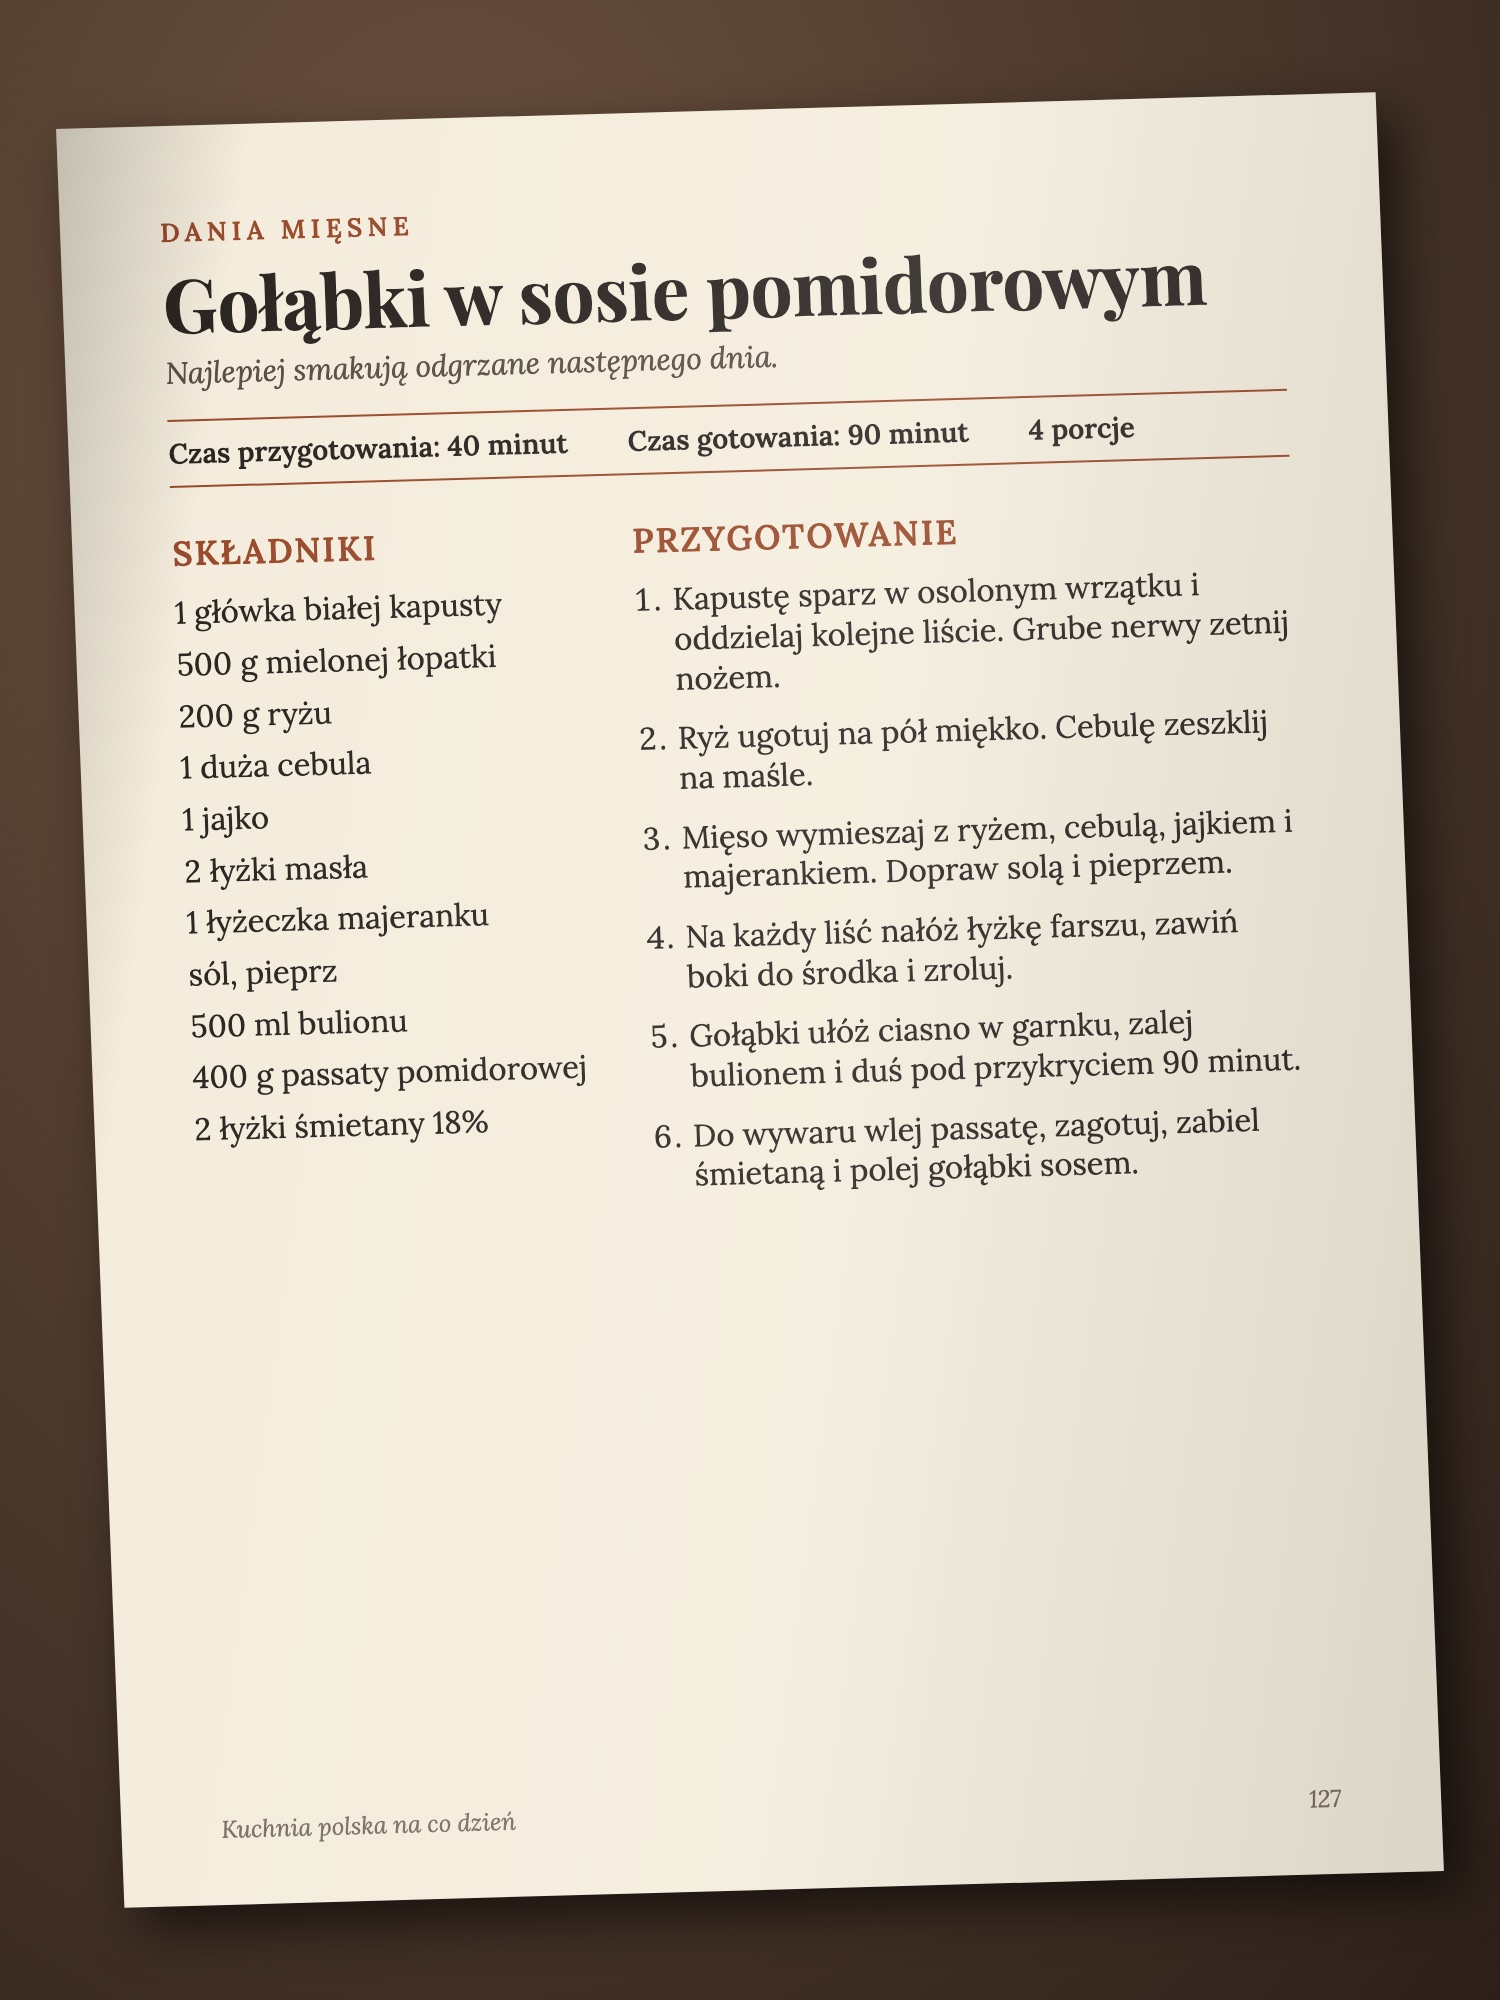 DANIA MIĘSNE
Gołąbki w sosie pomidorowym
Najlepiej smakują odgrzane następnego dnia.
Czas przygotowania: 40 minut Czas gotowania: 90 minut 4 porcje
SKŁADNIKI
1 główka białej kapusty
500 g mielonej łopatki
200 g ryżu
1 duża cebula
1 jajko
2 łyżki masła
1 łyżeczka majeranku
sól, pieprz
500 ml bulionu
400 g passaty pomidorowej
2 łyżki śmietany 18%
PRZYGOTOWANIE
1. Kapustę sparz w osolonym wrzątku i
oddzielaj kolejne liście. Grube nerwy zetnij
nożem.
2. Ryż ugotuj na pół miękko. Cebulę zeszklij
na maśle.
3. Mięso wymieszaj z ryżem, cebulą, jajkiem i
majerankiem. Dopraw solą i pieprzem.
4. Na każdy liść nałóż łyżkę farszu, zawiń
boki do środka i zroluj.
5. Gołąbki ułóż ciasno w garnku, zalej
bulionem i duś pod przykryciem 90 minut.
6. Do wywaru wlej passatę, zagotuj, zabiel
śmietaną i polej gołąbki sosem.
Kuchnia polska na co dzień
127